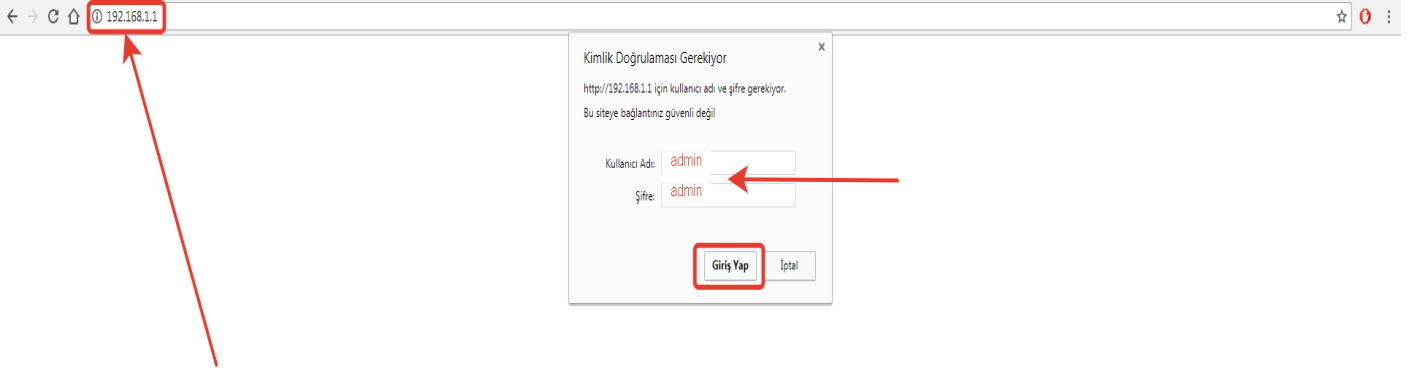 192.168.1.1
Kimlik Doğrulaması Gerekiyor
x
http://192.168.1.1 için kullanıcı adı ve şifre gerekiyor.
Bu siteye bağlantınız güvenli değil
Kullanıcı Adı: admin
Şifre: admin
Giriş Yap İptal